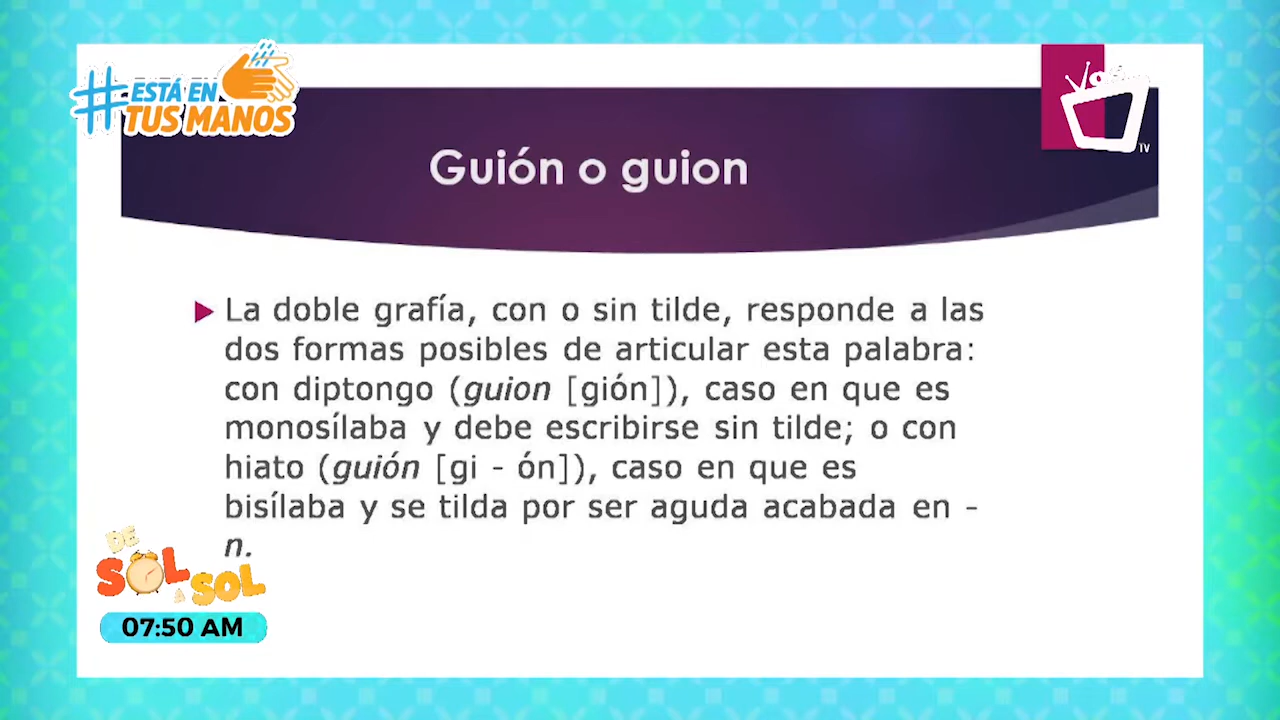 #ESTÁ EN
TUS MANOS
TV
Guión o guion
La doble grafía, con o sin tilde, responde a las
dos formas posibles de articular esta palabra:
con diptongo (guion [gión]), caso en que es
monosílaba y debe escribirse sin tilde; o con
hiato (guión [gi - ón]), caso en que es
bisílaba y se tilda por ser aguda acabada en -
n.
DE
SOL
A SOL
07:50 AM